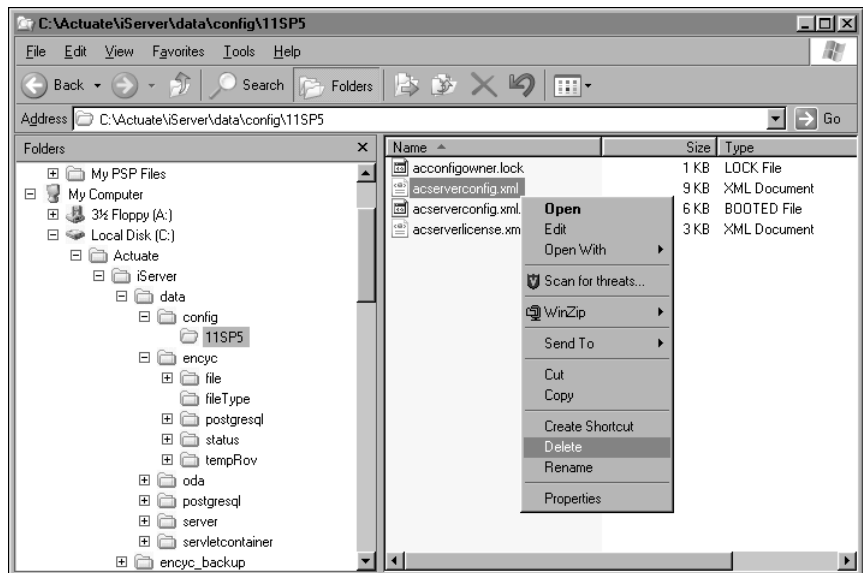 C:\Actuate\iServer\data\config\11SP5
File Edit View Favorites Tools Help
Back Search Folders
Address C:\Actuate\iServer\data\config\11SP5 Go
Folders
My PSP Files
My Computer
3½ Floppy (A:)
Local Disk (C:)
Actuate
iServer
data
config
11SP5
encyc
file
fileType
postgresql
status
tempRov
oda
postgresql
server
servletcontainer
encyc_backup
Name Size Type
acconfigowner.lock 1 KB LOCK File
acserverconfig.xml 9 KB XML Document
acserverconfig.xml. 6 KB BOOTED File
acserverlicense.xm 3 KB XML Document
Open
Edit
Open With
Scan for threats...
WinZip
Send To
Cut
Copy
Create Shortcut
Delete
Rename
Properties